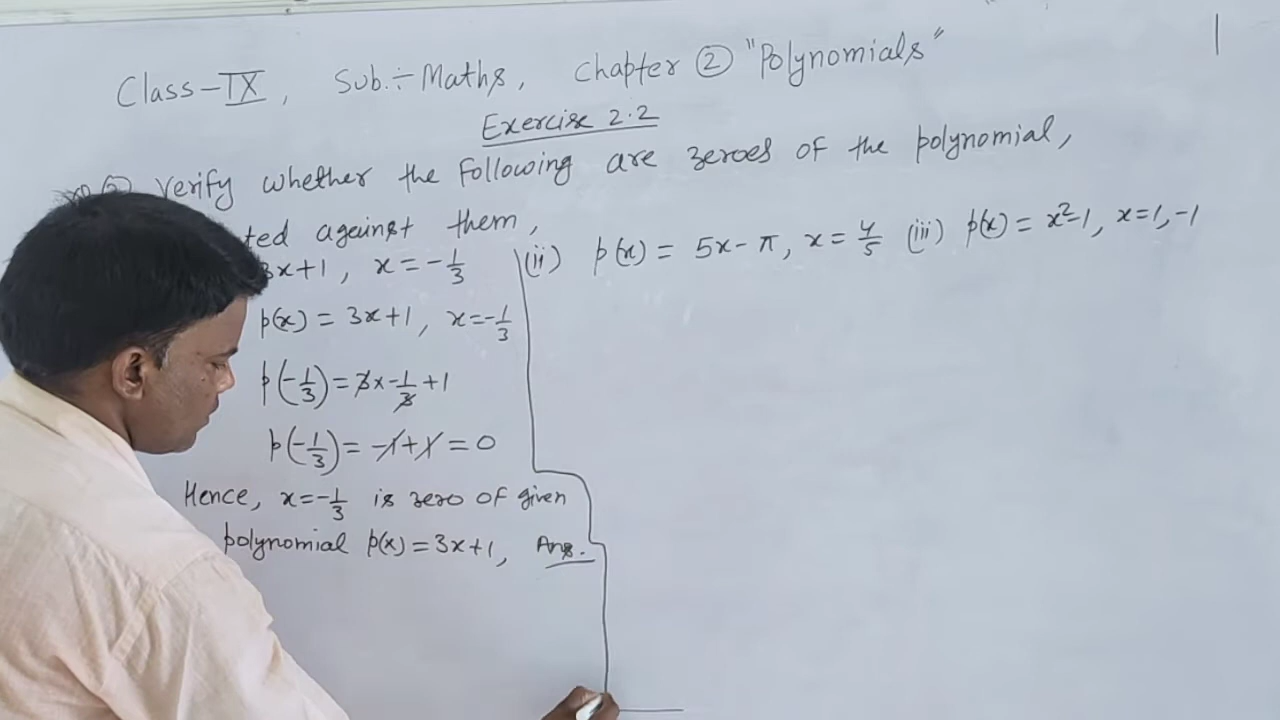 Class-IX, Sub.÷Maths, Chapter ② "Polynomials"
Exercise 2.2
Verify whether the following are zeroes of the polynomial,
ted against them,
3x+1, x=-1/3
(ii) p(x) = 5x-π, x=4/5 (iii) p(x) = x²-1, x=1,-1
p(x) = 3x+1, x=-1/3
p(-1/3) = 3x-1/3+1
p(-1/3) = -1+1 = 0
Hence, x=-1/3 is zero of given
polynomial p(x)=3x+1, Ans.